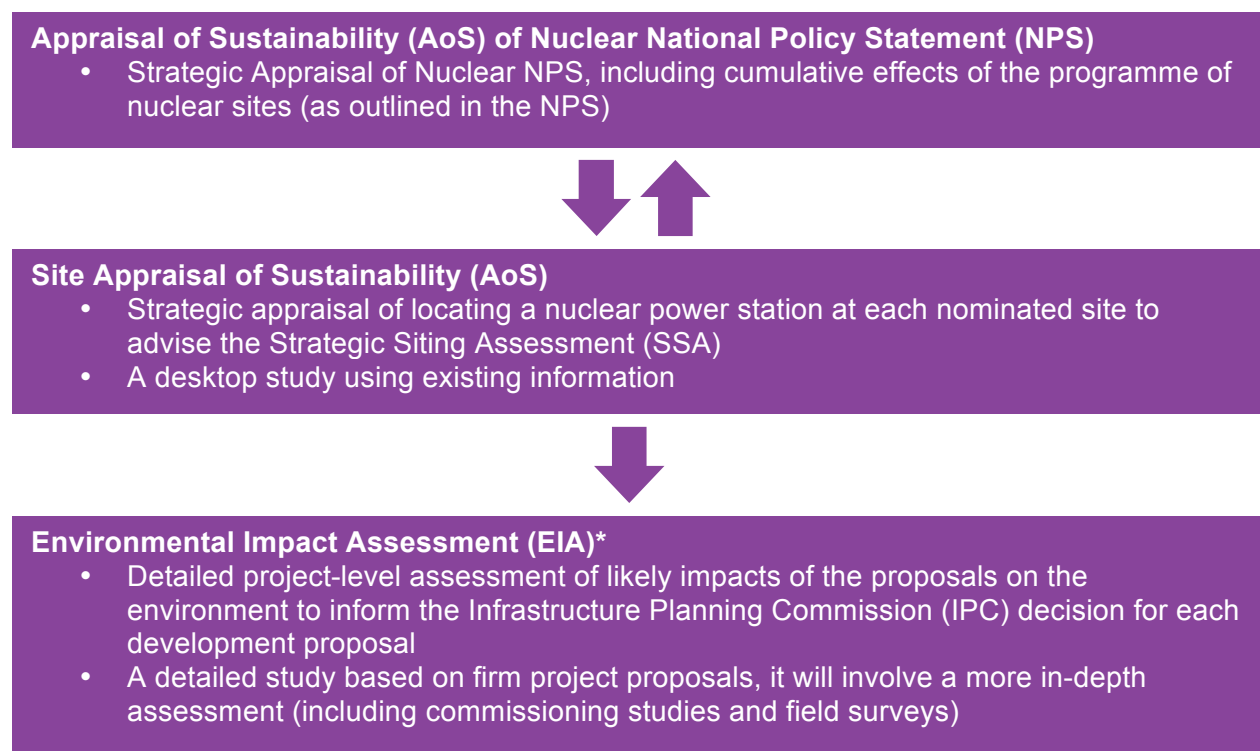 Appraisal of Sustainability (AoS) of Nuclear National Policy Statement (NPS)
• Strategic Appraisal of Nuclear NPS, including cumulative effects of the programme of
nuclear sites (as outlined in the NPS)
Site Appraisal of Sustainability (AoS)
• Strategic appraisal of locating a nuclear power station at each nominated site to
advise the Strategic Siting Assessment (SSA)
• A desktop study using existing information
Environmental Impact Assessment (EIA)*
• Detailed project-level assessment of likely impacts of the proposals on the
environment to inform the Infrastructure Planning Commission (IPC) decision for each
development proposal
• A detailed study based on firm project proposals, it will involve a more in-depth
assessment (including commissioning studies and field surveys)